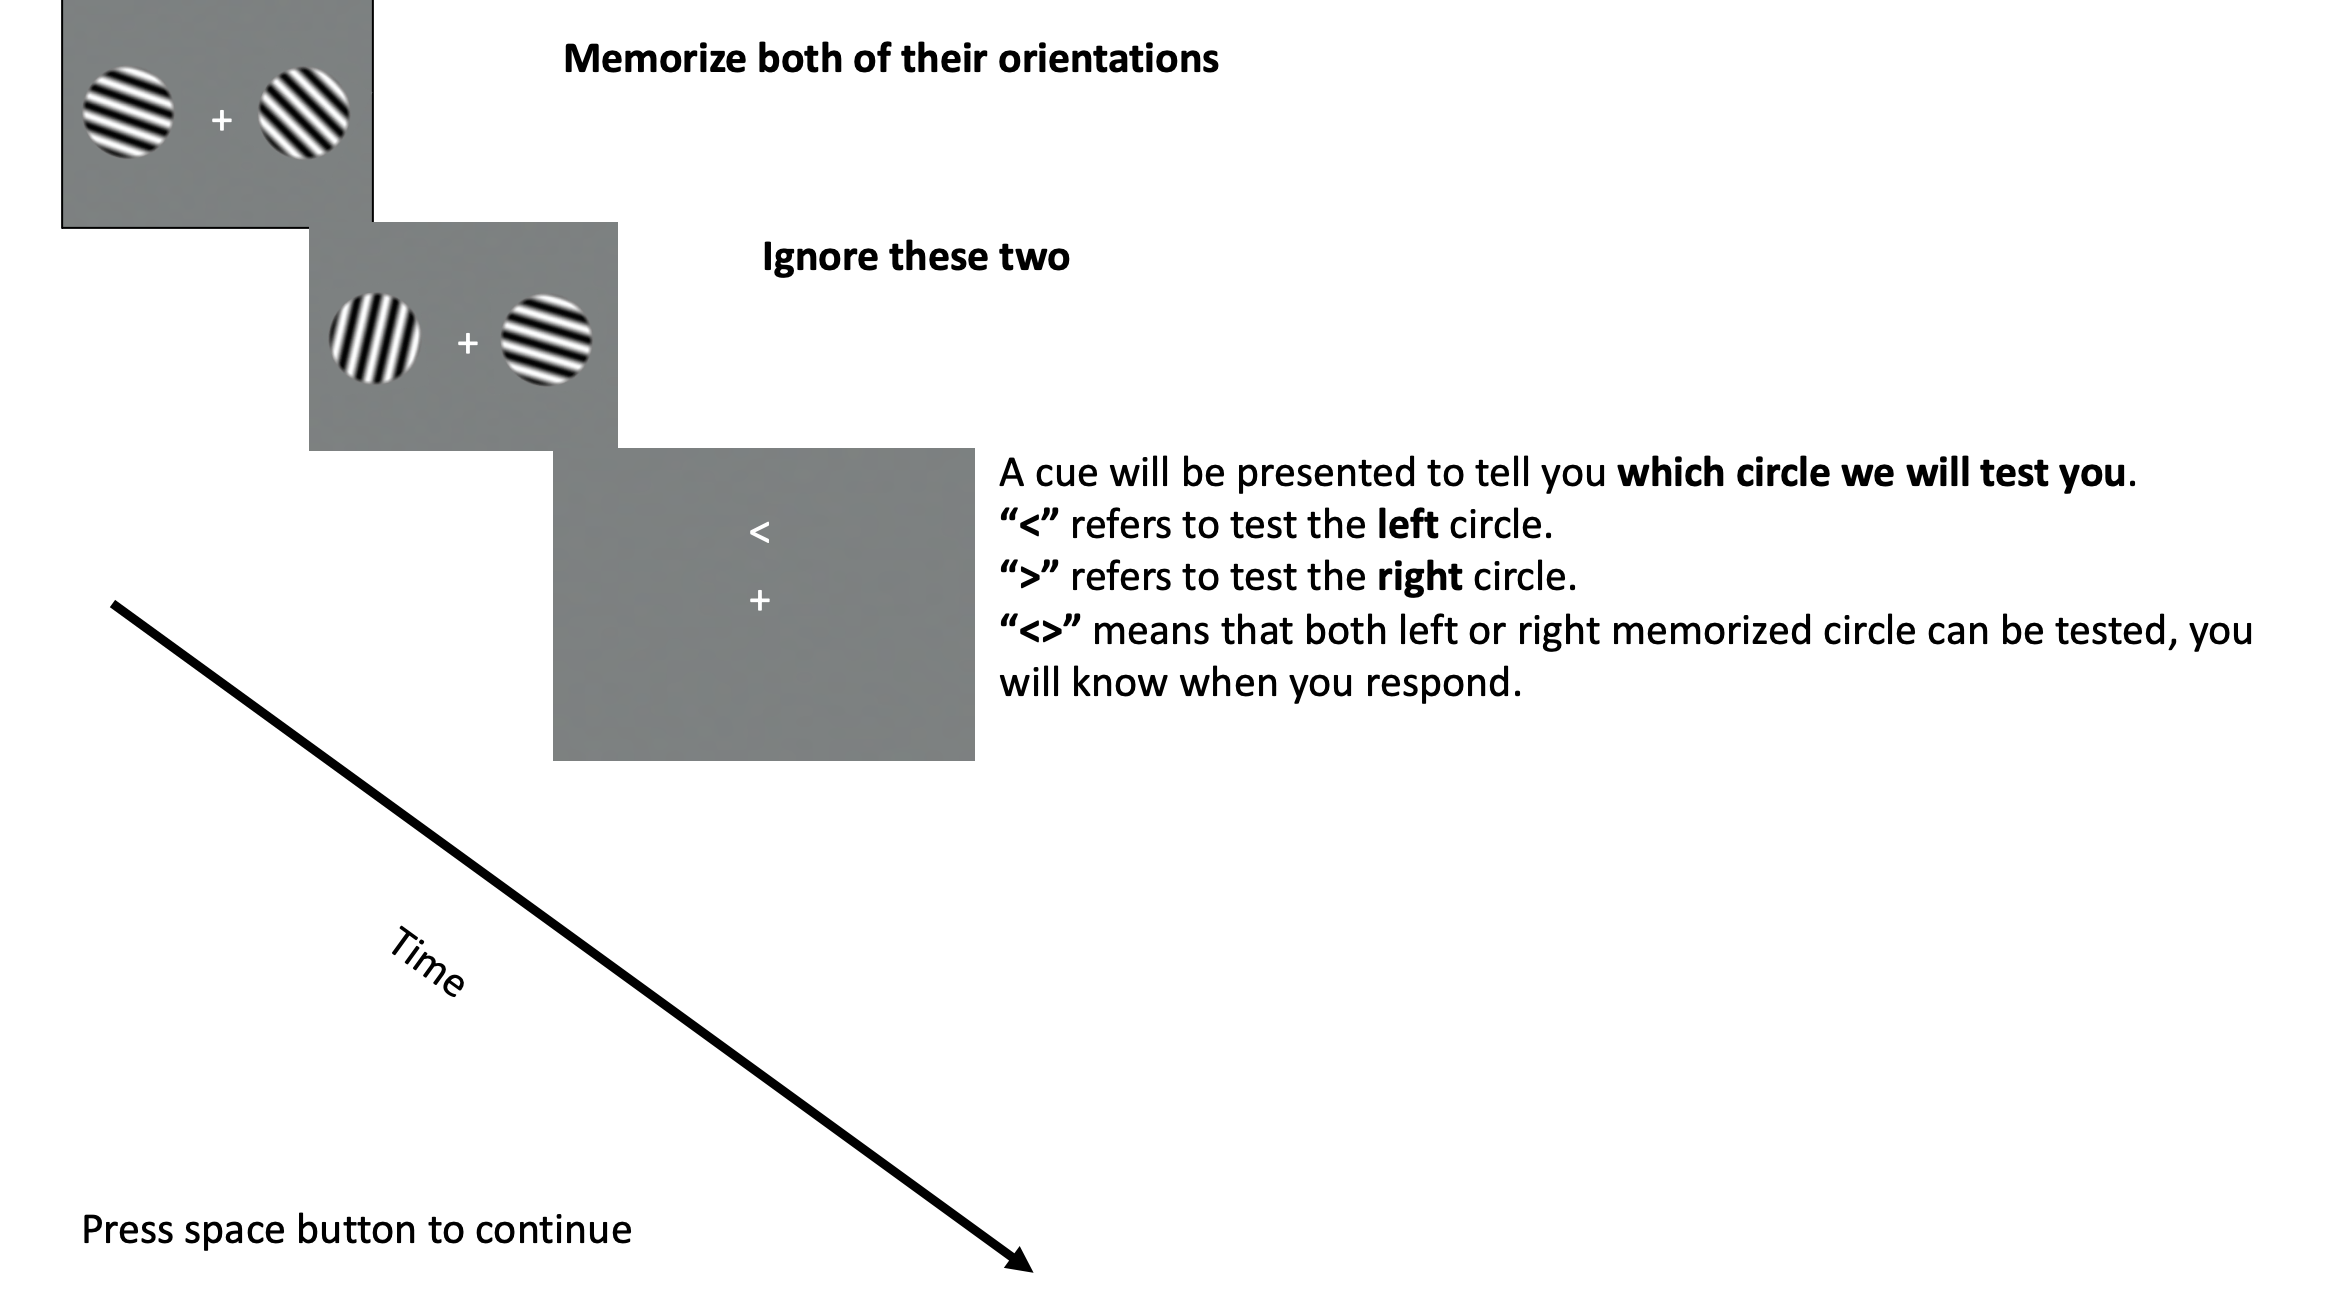 Memorize both of their orientations
+
Ignore these two
+
A cue will be presented to tell you which circle we will test you.
“<” refers to test the left circle.
“>” refers to test the right circle.
“<>” means that both left or right memorized circle can be tested, you
will know when you respond.
<
+
Time
Press space button to continue